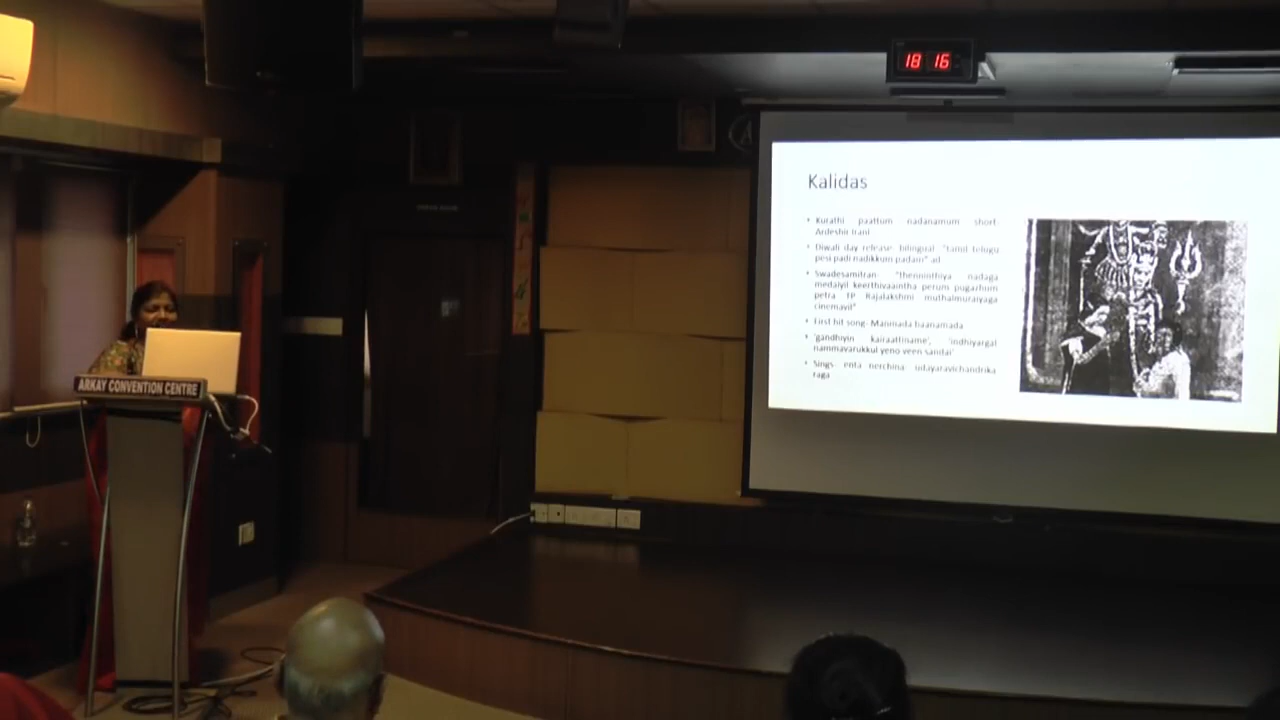 18 16
Kalidas
• Kurathi paattum nadanamum short-
Ardeshir Irani
• Diwali day release- bilingual- "tamil telugu
pesi padi nadikkum padam" ad
• Swadesamitran- "thenninthiya nadaga
medaiyil keerthivaaintha perum pugazhum
petra TP Rajalakshmi muthalmuraiyaga
cinemavil"
• First hit song- Manmada baanamada
• 'gandhiyin kairaattiname', 'indhiyargal
nammavarukkul yeno veen sandai'
• Sings- enta nerchina- udayaravichandrika
raga
ARKAY CONVENTION CENTRE